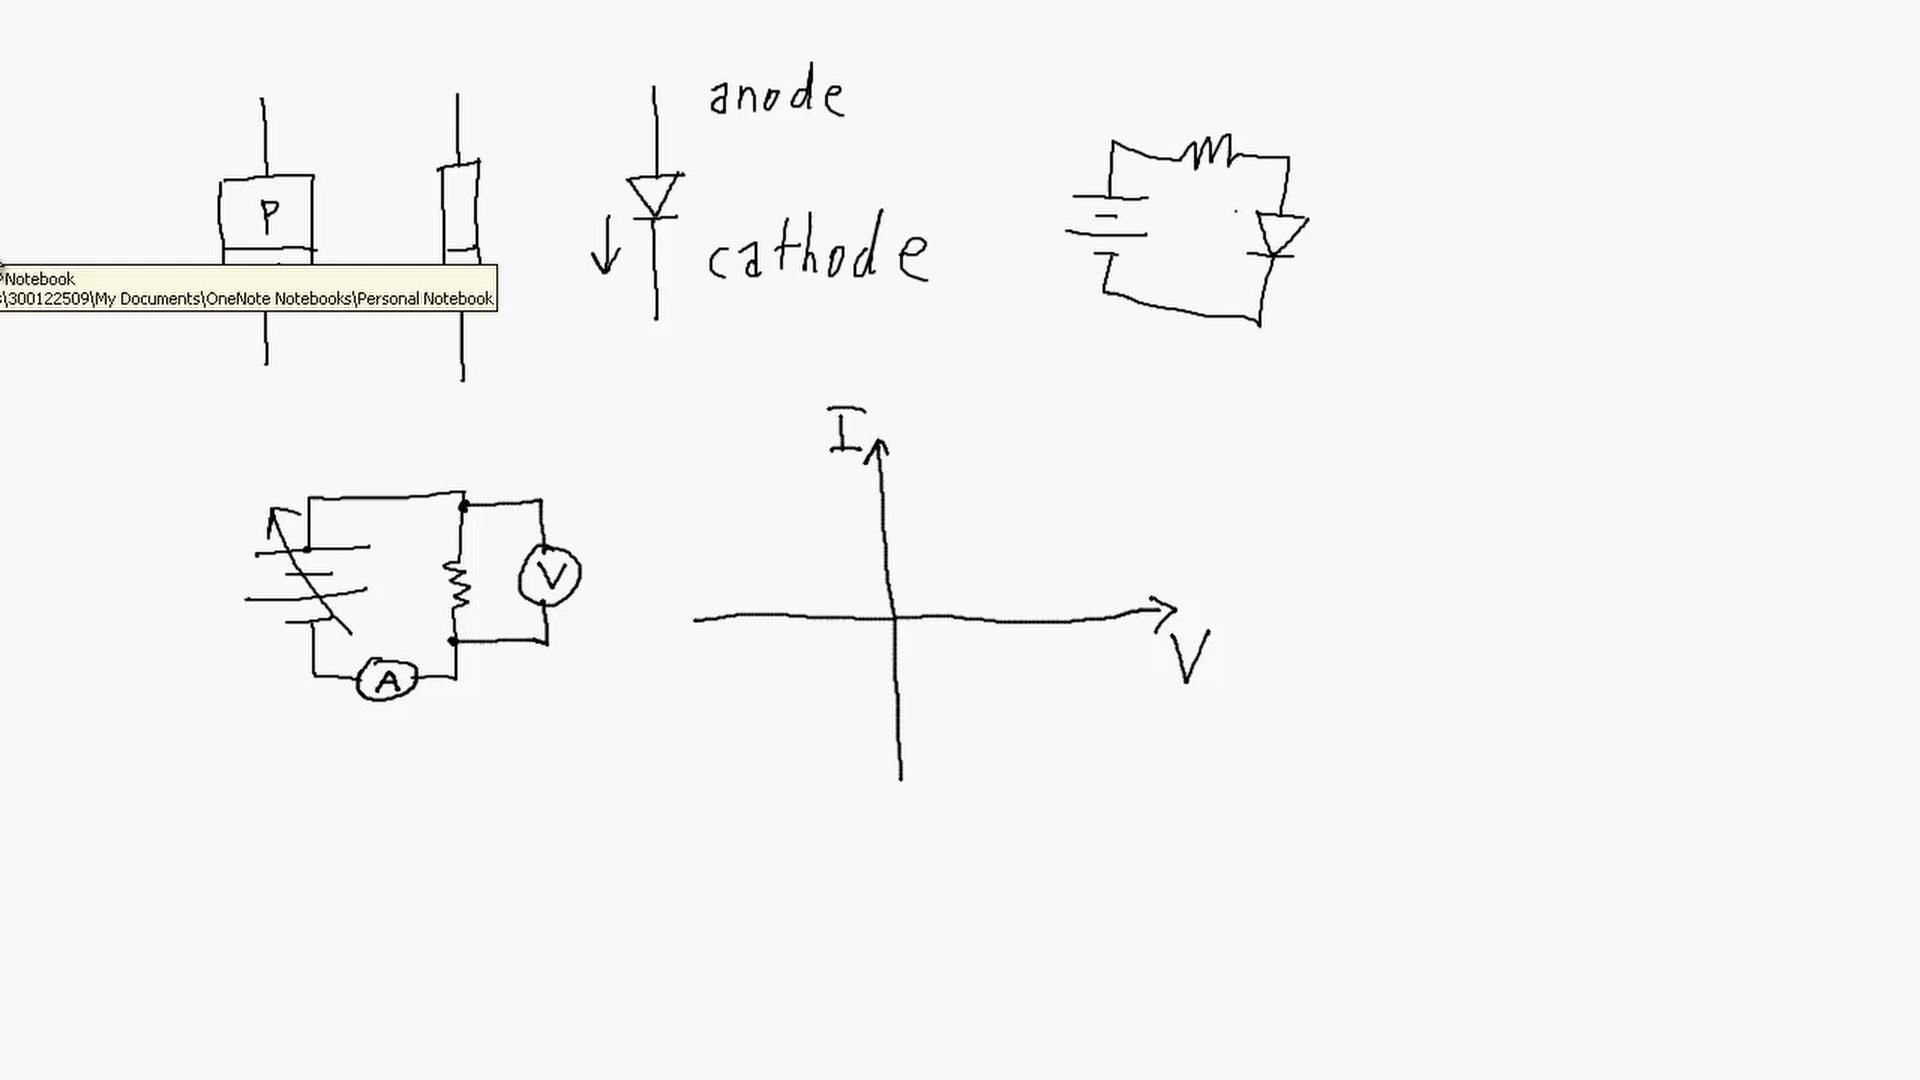 anode
P
cathode
Notebook
\300122509\My Documents\OneNote Notebooks\Personal Notebook
I
V
V
A